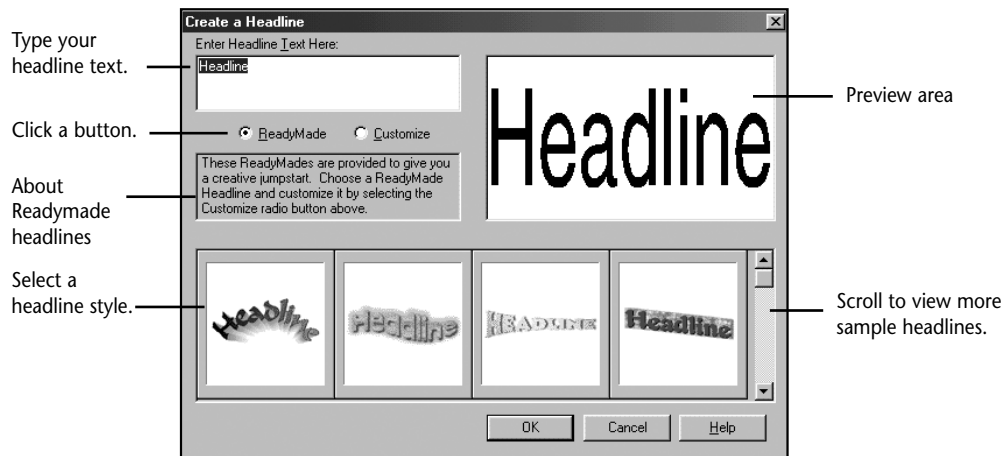 Create a Headline
Type your
headline text.
Enter Headline Text Here:
Headline
Headline
Preview area
Click a button.
ReadyMade
Customize
About
Readymade
headlines
These ReadyMades are provided to give you
a creative jumpstart. Choose a ReadyMade
Headline and customize it by selecting the
Customize radio button above.
Select a
headline style.
Headline
Headline
HEADLINE
Headline
Scroll to view more
sample headlines.
OK
Cancel
Help